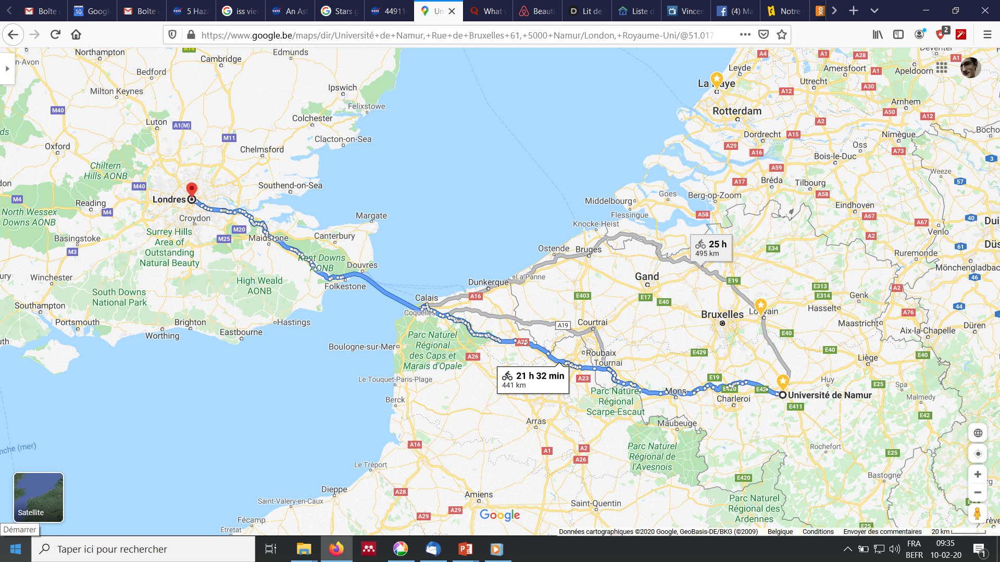 Boîte
Googl
Boîte
5 Haza
iss view
An Ast
Stars g
44911
Un
What
Beauti
Lit de
Liste d
Vincen
(4) Ma
Notre
https://www.google.be/maps/dir/Université+de+Namur,+Rue+de+Bruxelles+61,+5000+Namur/London,+Royaume-Uni/@51.017
2
Northampton
n-Avon
Bedford
Cambridge
A14
Edmunds
Milton Keynes
Ipswich
Felixstowe
M40
Luton
A1(M)
M11
Colchester
Clacton-on-Sea
Oxford
Chelmsford
Chiltern
Hills AONB
M40
Southend-on-Sea
M4
Reading
M4
Londres
Croydon
North Wessex
Downs AONB
Surrey Hills
Area of
Outstanding
Natural Beauty
M20
M25
Maidstone
Margate
Canterbury
Basingstoke
M3
Kent Downs
AONB
Douvres
Folkestone
Winchester
High Weald
AONB
South Downs
National Park
Southampton
Portsmouth
Brighton
Worthing
Eastbourne
Hastings
Boulogne-sur-Mer
Calais
Coquelles
Dunkerque
A16
La Panne
Ostende
Bruges
Knocke-Heist
Flessingue
Middelbourg
Goes
Berg-op-Zoom
La Haye
Leyde
A4
A1
A28
Deventer
A1
Amersfoort
A1
Apeldoorn
Utrecht
A30
A12
Arnhem
A50
A12
Rotterdam
A2
Dordrecht
A15
Nimègue
Bocho
A29
A16
Oss
A73
Bois-le-Duc
3
A59
Weeze
A17
Bréda
Tilbourg
57
A58
Eindhoven
A58
A67
A67
40
Dui
Venlo
A2
25 h
495 km
E34
61
Düs
Ruremonde
Mönchengladbac
46
Gand
E19
E313
E314
A2
E403
E17
E40
Genk
Hasselt
44
Bruxelles
Louvain
A76
Maastricht
Aix-la-Chapelle
Düren
A19
Courtrai
E40
E40
Parc Naturel
Régional
des Caps et
Marais d'Opale
A25
A26
Roubaix
Tournai
E429
Liège
E40
21 h 32 min
441 km
A23
E19
Huy
E25
Spa
Mons
E420
E42
Université de Namur
Malmedy
Charleroi
E411
E42
Parc Naturel
Régional
Scarpe-Escaut
Le Touquet-Paris-Plage
Berck
Arras
Maubeuge
A16
A1
A2
A26
Parc Naturel
Régional de
l'Avesnois
Rochefort
E25
nche (mer)
Le Tréport
E420
Bastogne
Dieppe
A28
Amiens
Saint-Valery-en-Caux
Saint-Quentin
Parc Naturel
Régional des
Ardennes
A29
A29
Fécamp
Étretat
E25
Satellite
Google
Démarrer
Données cartographiques ©2020 Google, GeoBasis-DE/BKG (©2009)
Belgique
Conditions
Envoyer des commentaires
20 km
Taper ici pour rechercher
FRA
BEFR
09:35
10-02-20
1